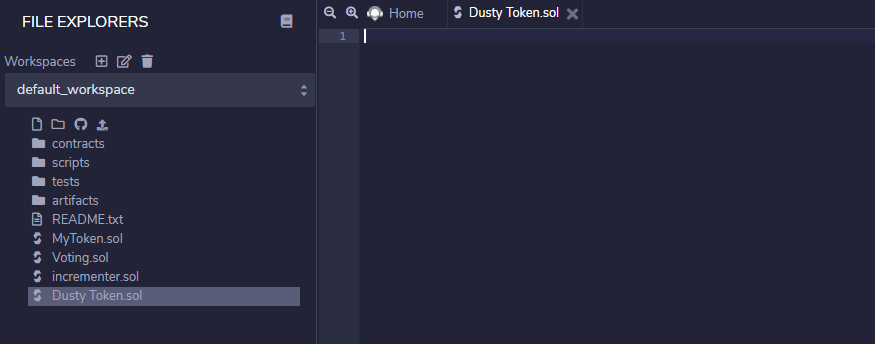 FILE EXPLORERS
Workspaces
default_workspace
contracts
scripts
tests
artifacts
README.txt
MyToken.sol
Voting.sol
incrementer.sol
Dusty Token.sol
Home
Dusty Token.sol
1